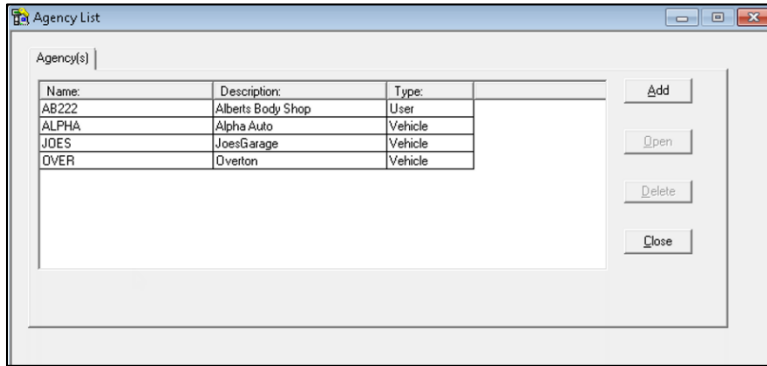 Agency List
Agency(s)
Name: Description: Type:
AB222 Alberts Body Shop User
ALPHA Alpha Auto Vehicle
JOES JoesGarage Vehicle
OVER Overton Vehicle
Add
Open
Delete
Close